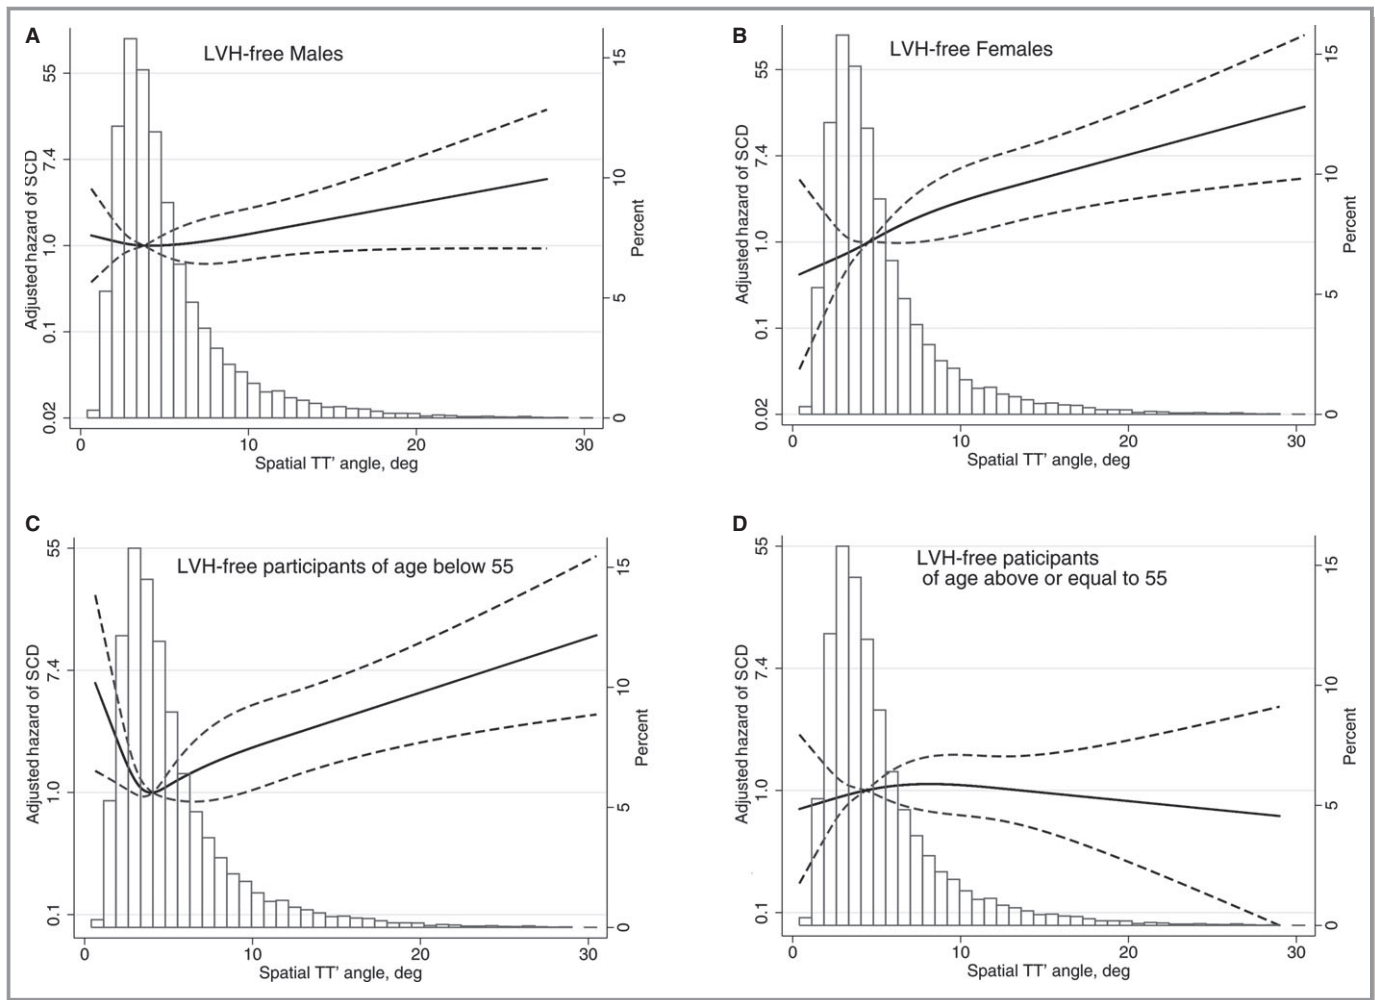 A
LVH-free Males
Adjusted hazard of SCD
55
7.4
1.0
0.1
0.02
15
10
5
0
Percent
0 10 20 30
Spatial TT' angle, deg
B
LVH-free Females
Adjusted hazard of SCD
55
7.4
1.0
0.1
0.02
15
10
5
0
Percent
0 10 20 30
Spatial TT' angle, deg
C
LVH-free participants of age below 55
Adjusted hazard of SCD
55
7.4
1.0
0.1
15
10
5
0
Percent
0 10 20 30
Spatial TT' angle, deg
D
LVH-free paticipants
of age above or equal to 55
Adjusted hazard of SCD
55
7.4
1.0
0.1
15
10
5
0
Percent
0 10 20 30
Spatial TT' angle, deg